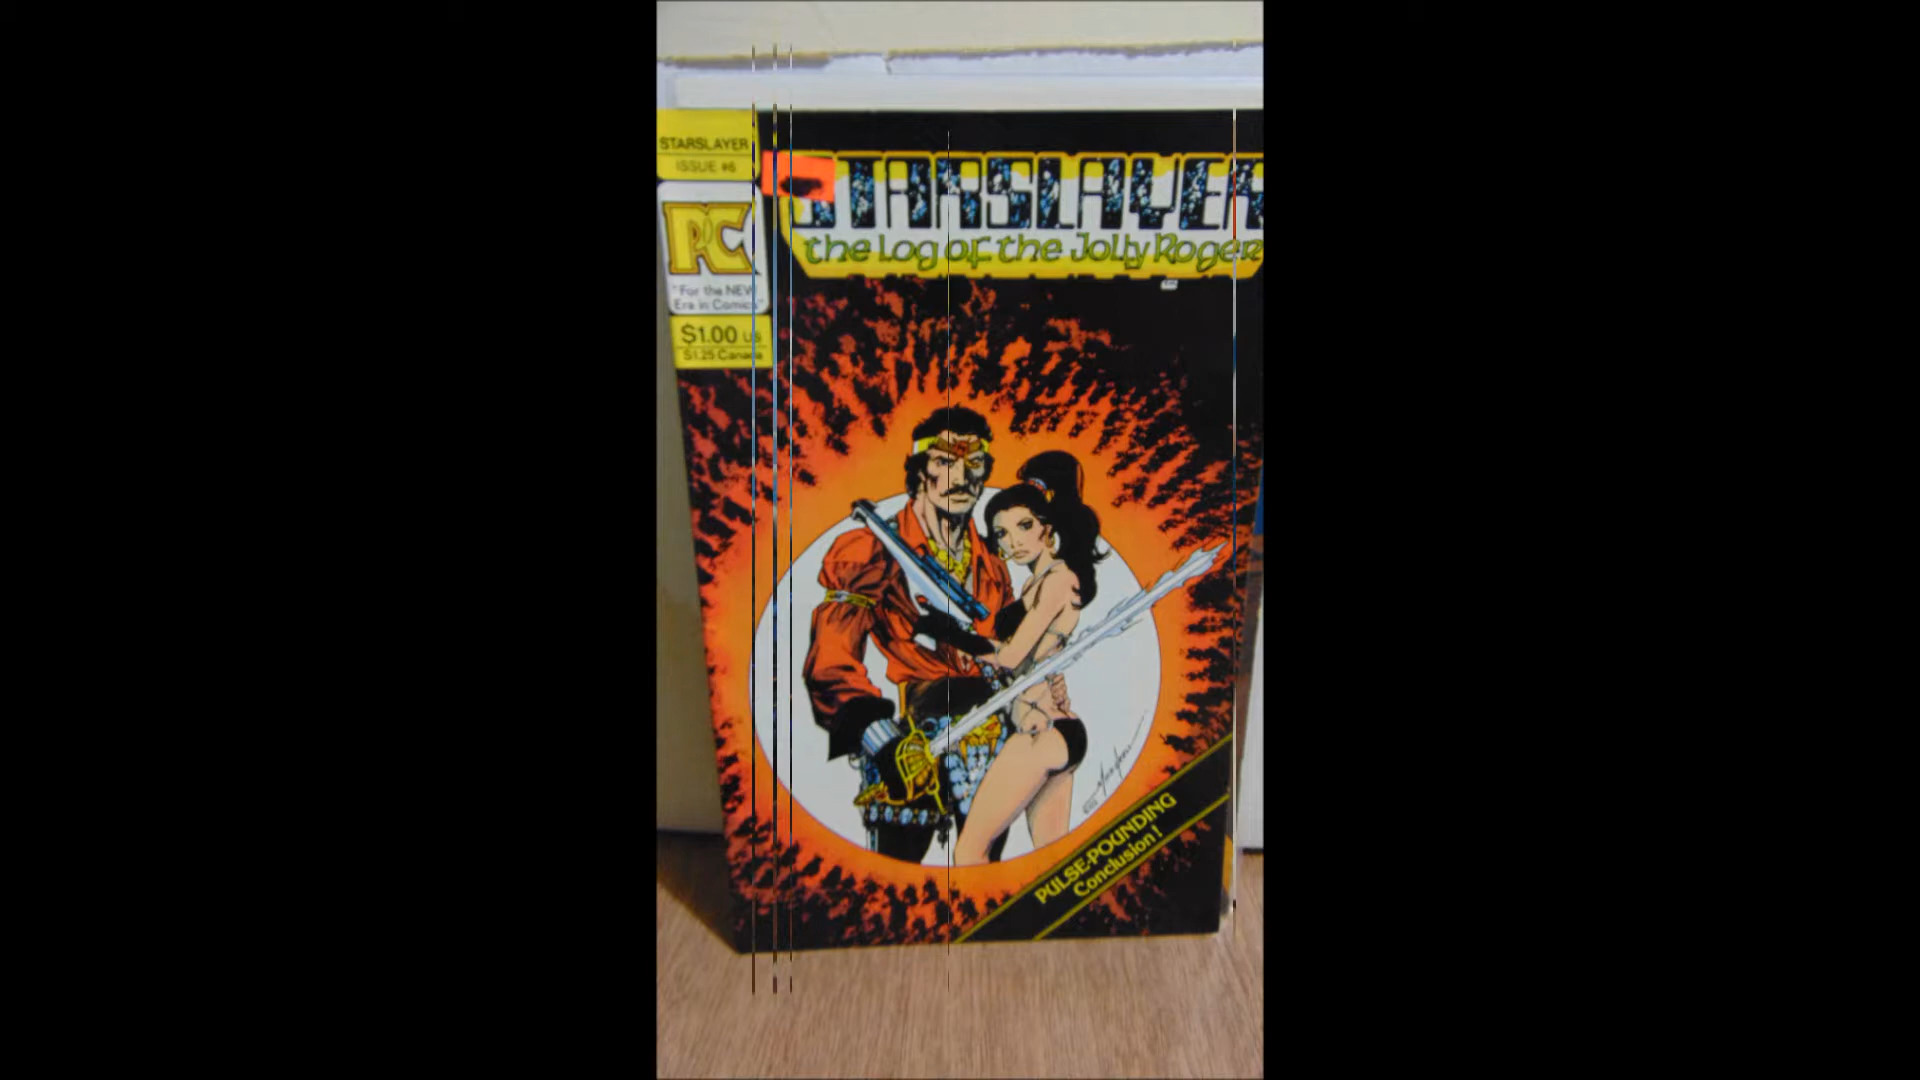 STARSLAYER
ISSUE #6
PC
"For the NEW
Era in Comics"
$1.00 US
$1.25 Canada
STARSLAYER
the Log of the Jolly Roger
PULSE-POUNDING
Conclusion!